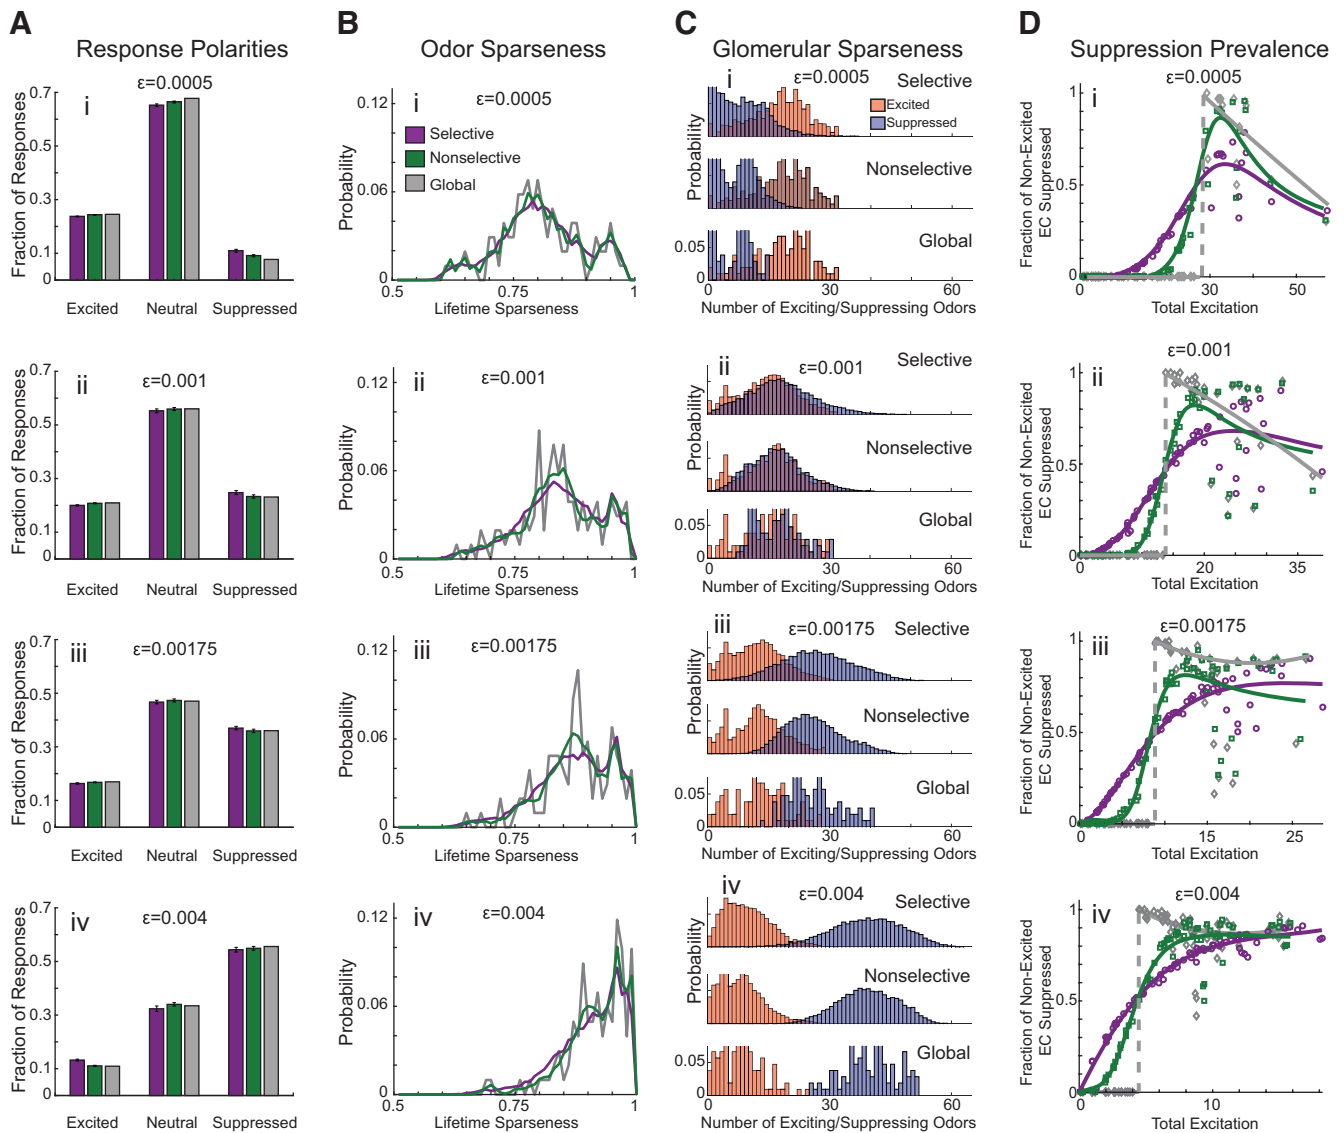 A B C D
Response Polarities Odor Sparseness Glomerular Sparseness Suppression Prevalence
i ε=0.0005
Fraction of Responses
0.7
0.5
0.3
0.1
0
Excited Neutral Suppressed
ii ε=0.001
Fraction of Responses
0.7
0.5
0.3
0.1
0
Excited Neutral Suppressed
iii ε=0.00175
Fraction of Responses
0.7
0.5
0.3
0.1
0
Excited Neutral Suppressed
iv ε=0.004
Fraction of Responses
0.7
0.5
0.3
0.1
0
Excited Neutral Suppressed
i ε=0.0005
Selective
Nonselective
Global
Probability
0.12
0.06
0
0.5 0.75 1
Lifetime Sparseness
ii ε=0.001
Probability
0.12
0.06
0
0.5 0.75 1
Lifetime Sparseness
iii ε=0.00175
Probability
0.12
0.06
0
0.5 0.75 1
Lifetime Sparseness
iv ε=0.004
Probability
0.12
0.06
0
0.5 0.75 1
Lifetime Sparseness
i ε=0.0005 Selective
Excited
Suppressed
Probability
Nonselective
Global
0.05
0
0 30 60
Number of Exciting/Suppressing Odors
ii ε=0.001 Selective
Probability
Nonselective
Global
0.05
0
0 30 60
Number of Exciting/Suppressing Odors
iii ε=0.00175 Selective
Probability
Nonselective
Global
0.05
0
0 30 60
Number of Exciting/Suppressing Odors
iv ε=0.004 Selective
Probability
Nonselective
Global
0.05
0
0 30 60
Number of Exciting/Suppressing Odors
i ε=0.0005
Fraction of Non-Excited
EC Suppressed
1
0.5
0
0 30 50
Total Excitation
ii ε=0.001
Fraction of Non-Excited
EC Suppressed
1
0.5
0
0 20 35
Total Excitation
iii ε=0.00175
Fraction of Non-Excited
EC Suppressed
1
0.5
0
0 15 25
Total Excitation
iv ε=0.004
Fraction of Non-Excited
EC Suppressed
1
0.5
0
0 10
Total Excitation